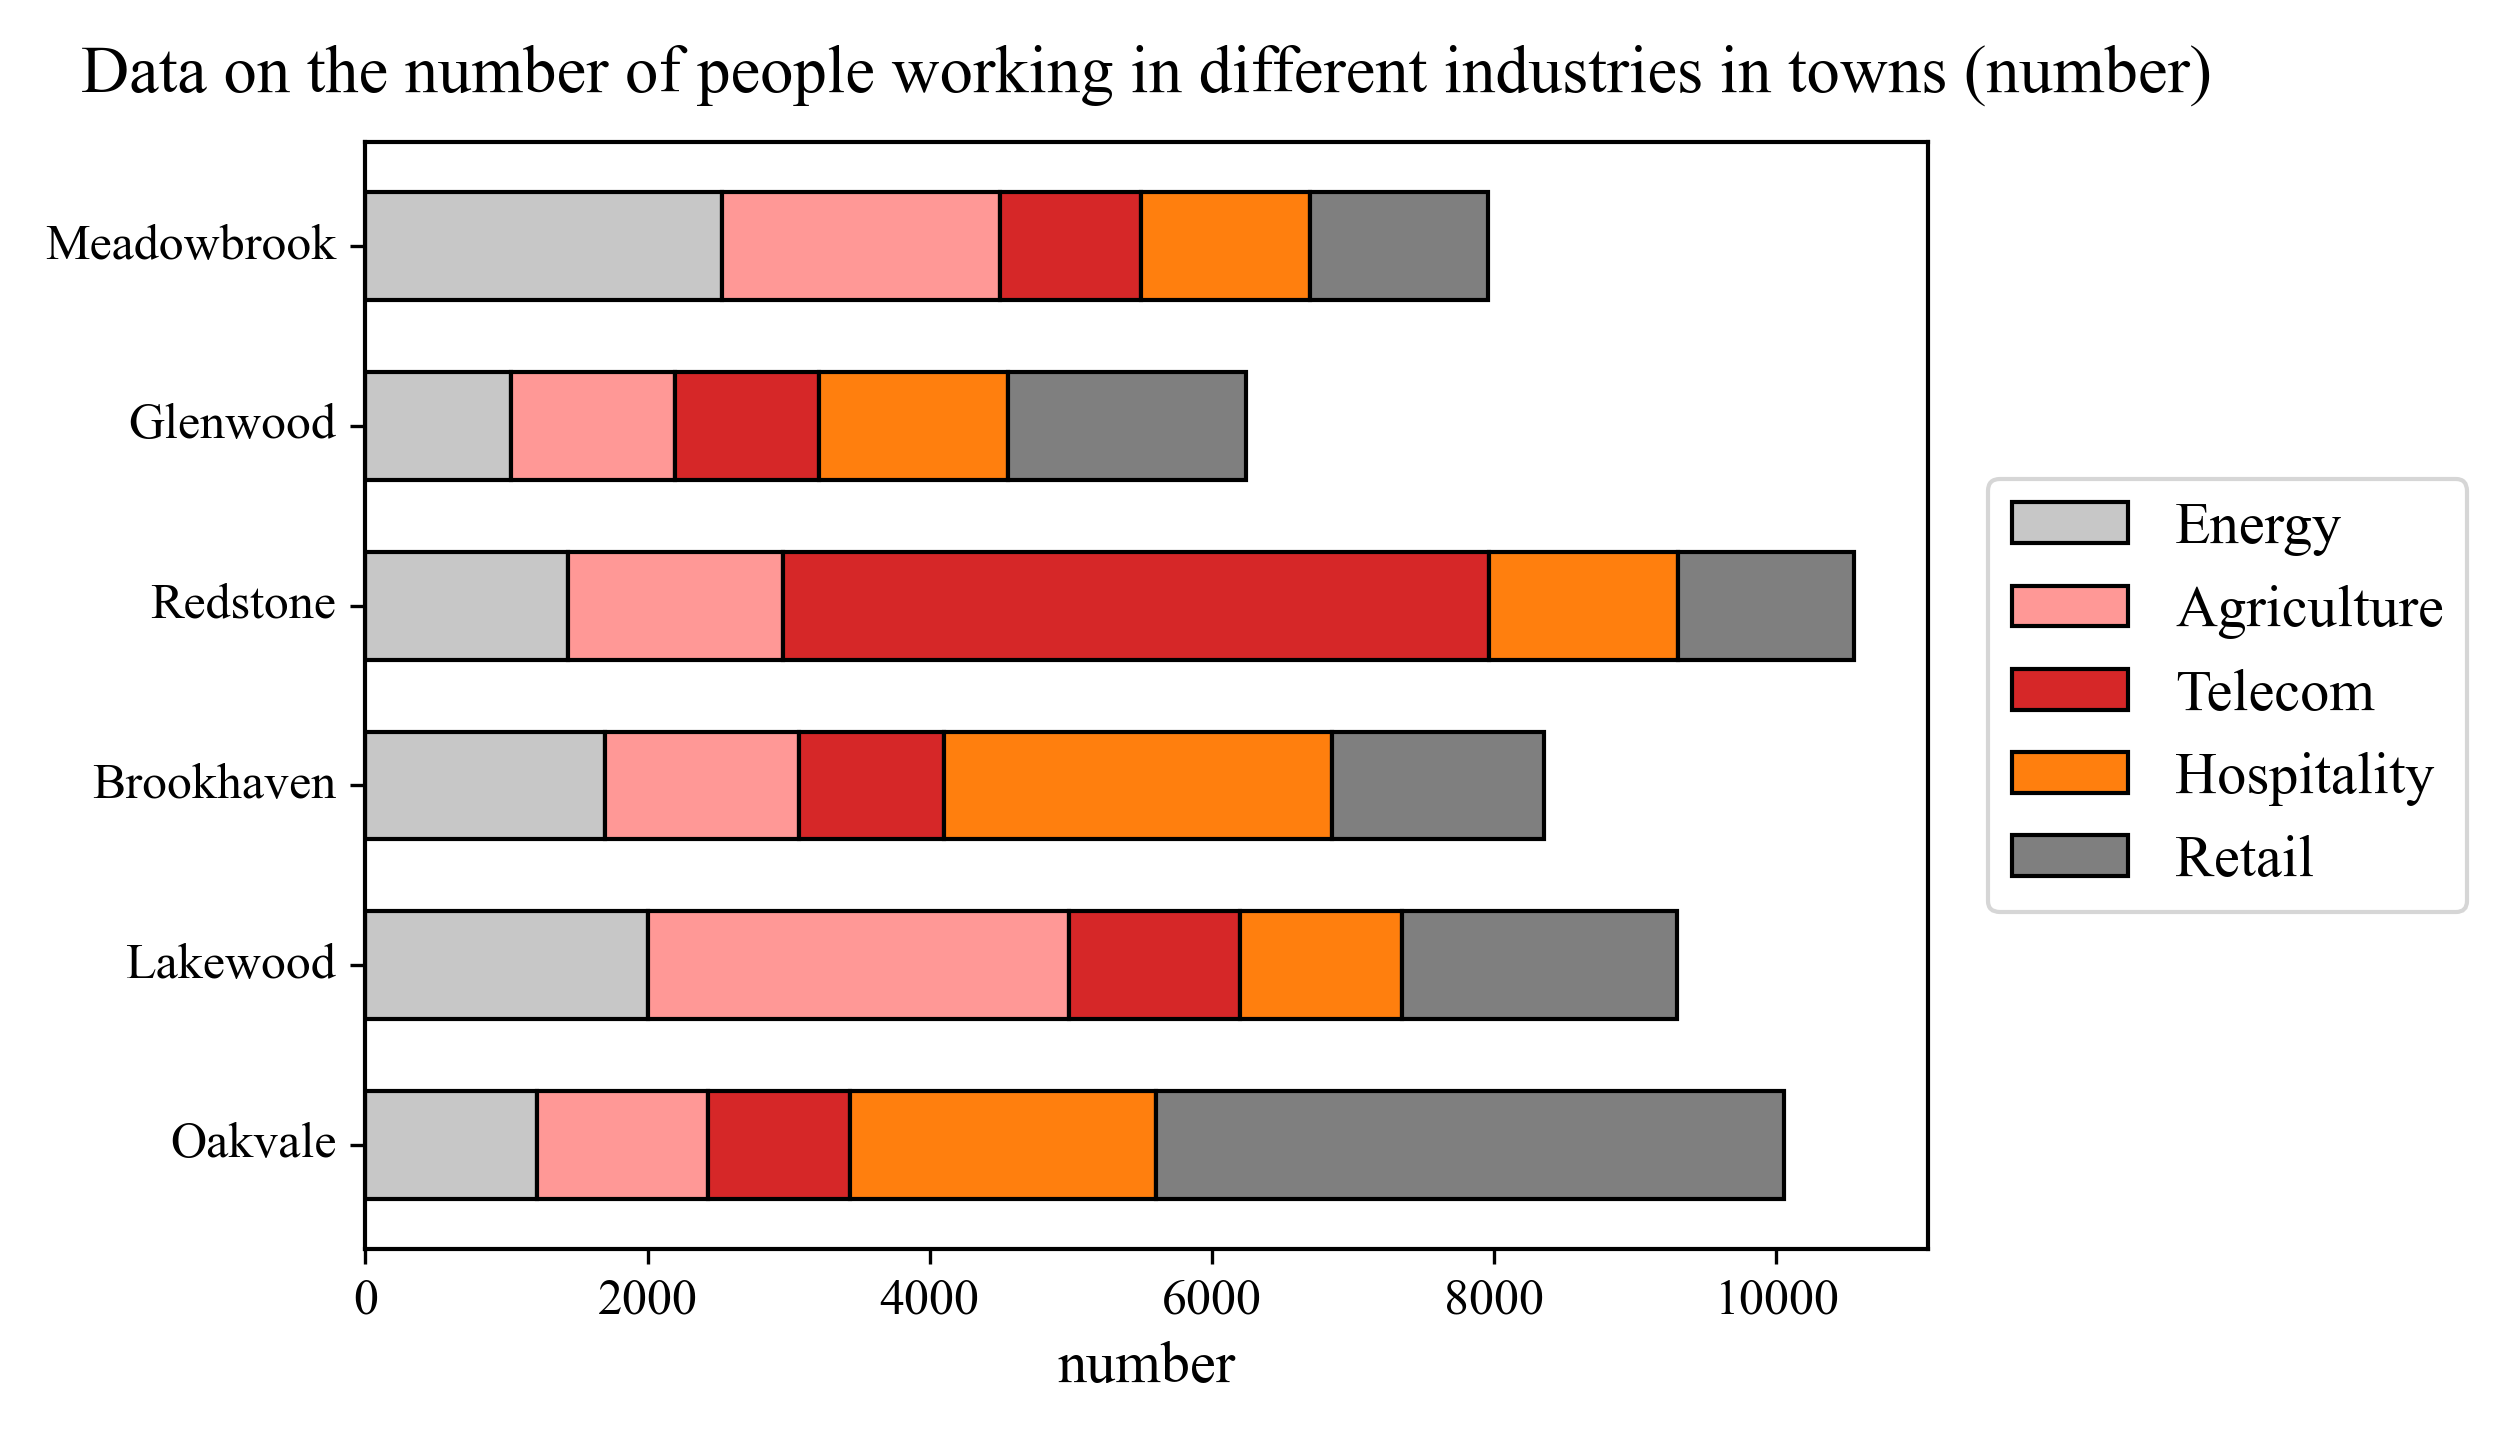 Data on the number of people working in different industries in towns (number)
Meadowbrook
Glenwood
Redstone
Brookhaven
Lakewood
Oakvale
0 2000 4000 6000 8000 10000
number
Energy
Agriculture
Telecom
Hospitality
Retail